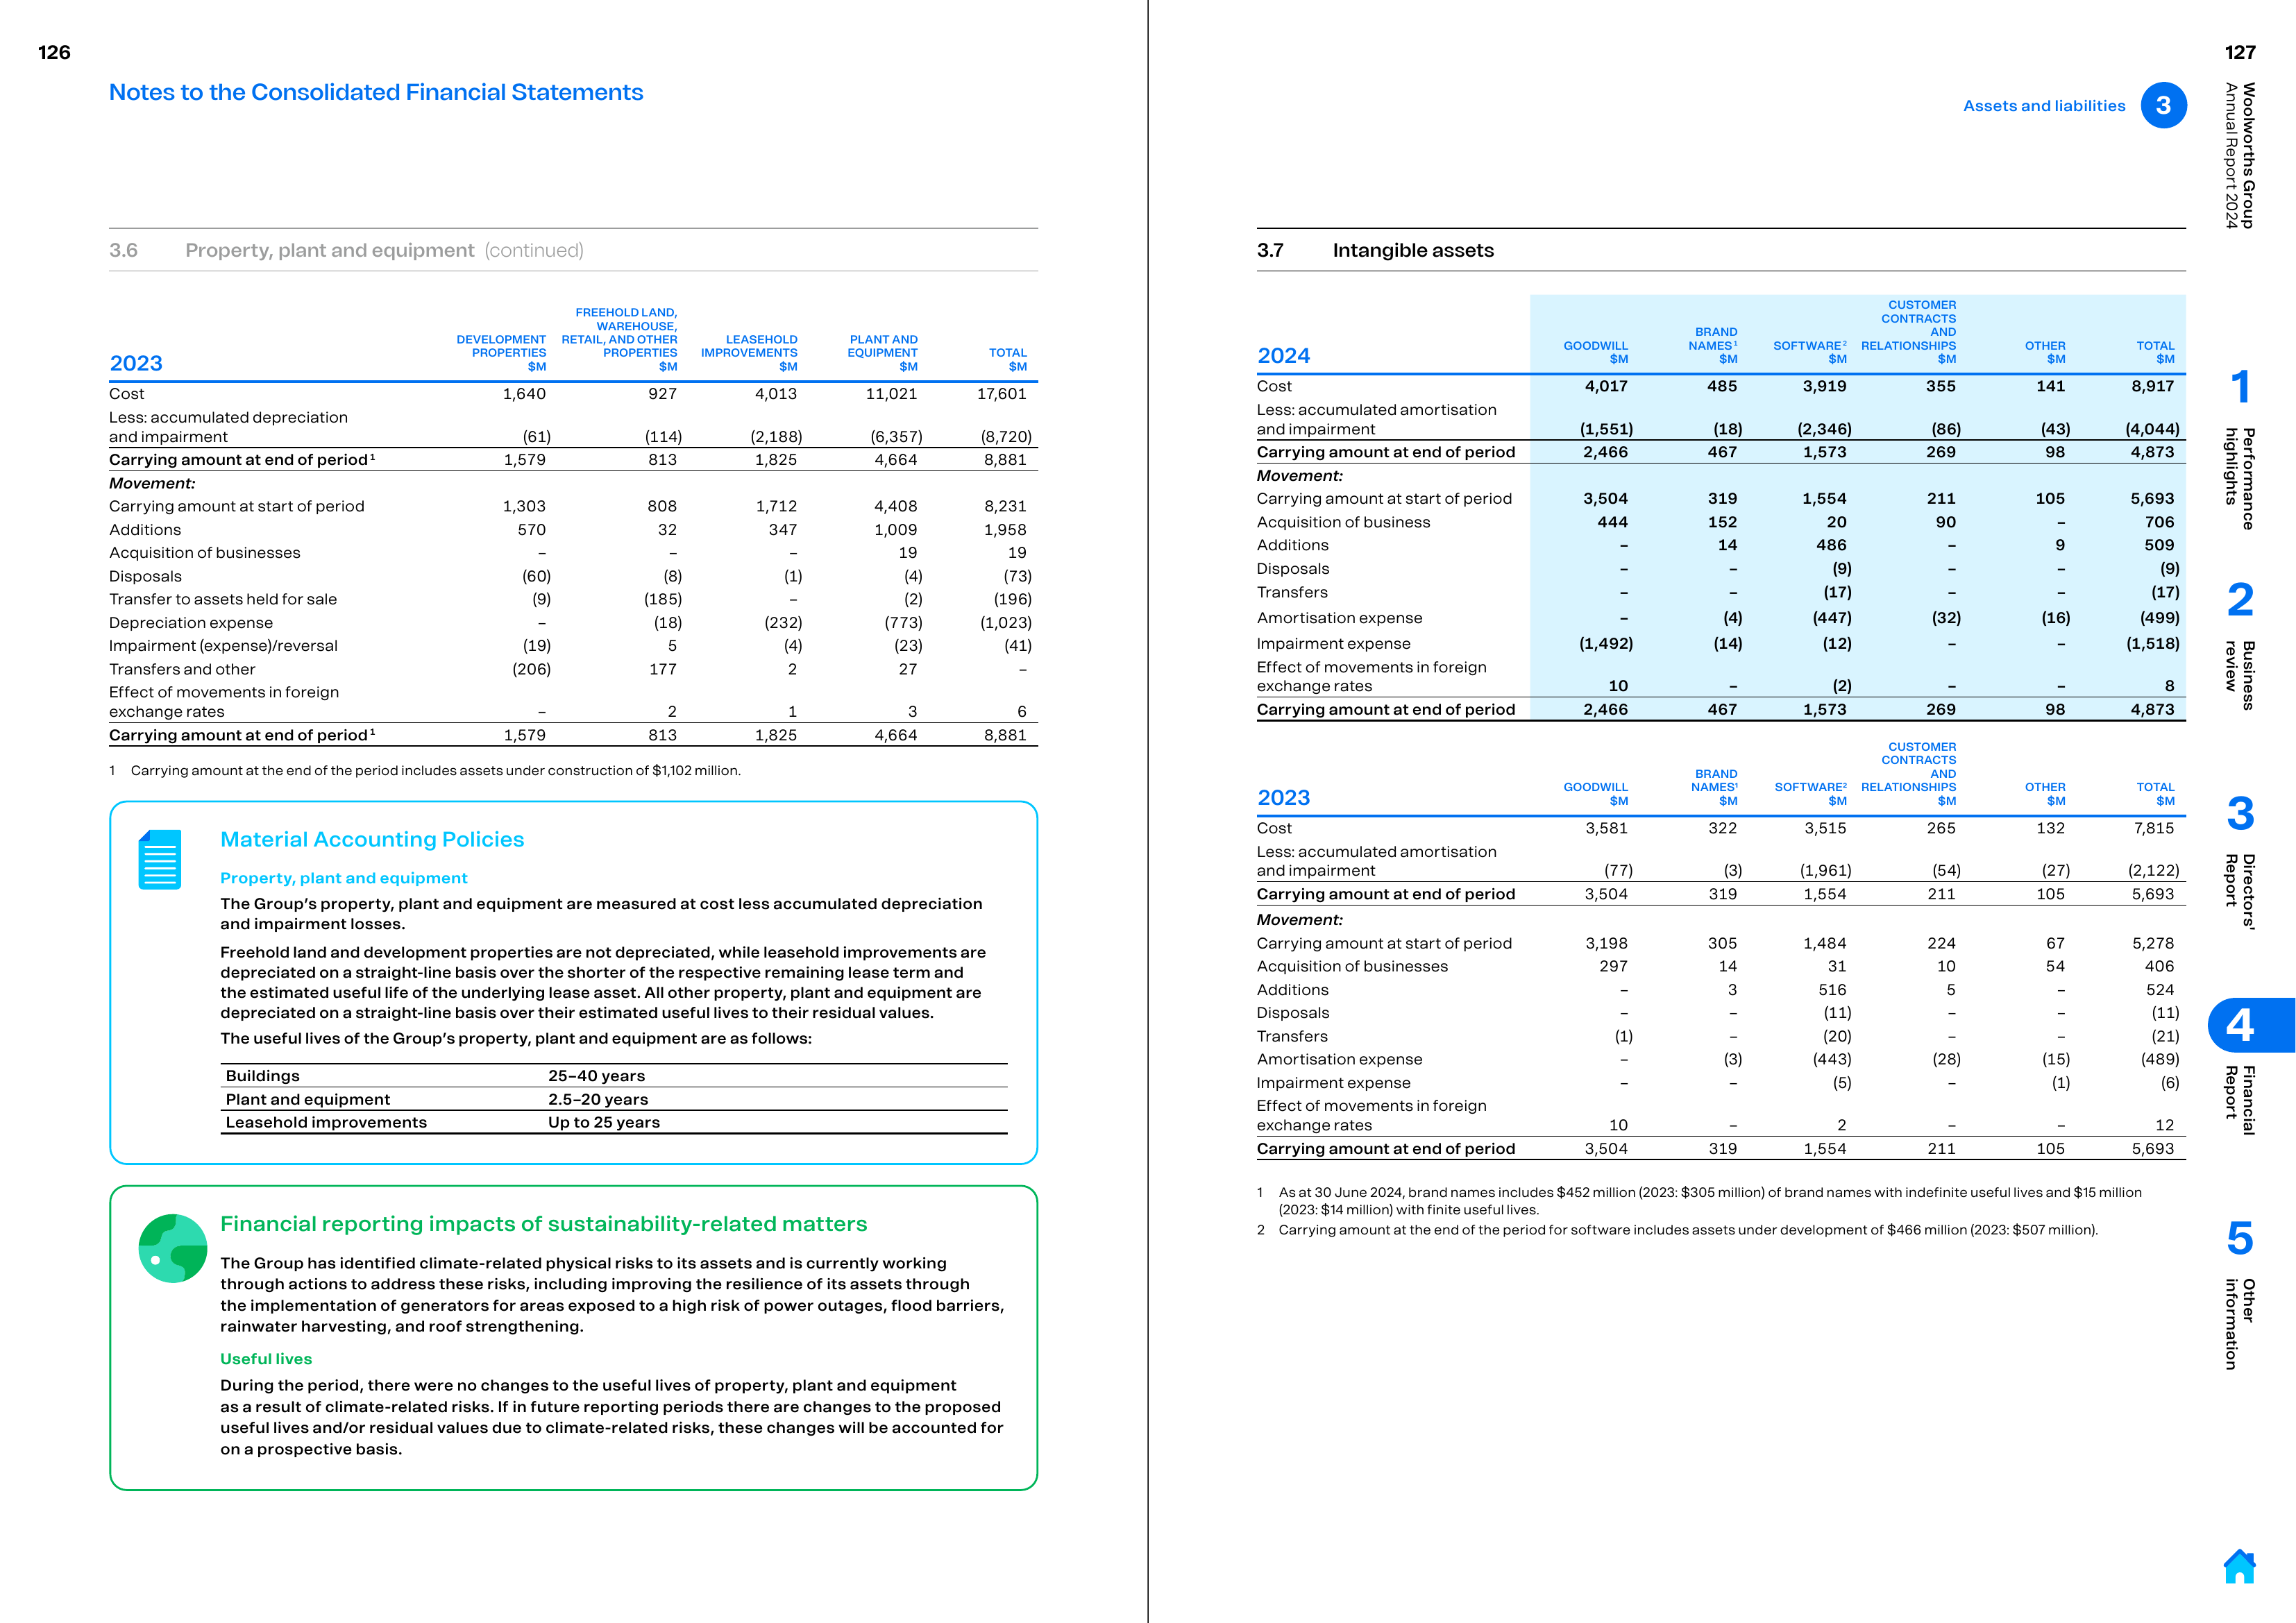 126
Notes to the Consolidated Financial Statements
3.6 Property, plant and equipment (continued)
2023 DEVELOPMENT PROPERTIES $M FREEHOLD LAND, WAREHOUSE, RETAIL, AND OTHER PROPERTIES $M LEASEHOLD IMPROVEMENTS $M PLANT AND EQUIPMENT $M TOTAL $M
Cost 1,640 927 4,013 11,021 17,601
Less: accumulated depreciation
and impairment (61) (114) (2,188) (6,357) (8,720)
Carrying amount at end of period¹ 1,579 813 1,825 4,664 8,881
Movement:
Carrying amount at start of period 1,303 808 1,712 4,408 8,231
Additions 570 32 347 1,009 1,958
Acquisition of businesses – – – 19 19
Disposals (60) (8) (1) (4) (73)
Transfer to assets held for sale (9) (185) – (2) (196)
Depreciation expense – (18) (232) (773) (1,023)
Impairment (expense)/reversal (19) 5 (4) (23) (41)
Transfers and other (206) 177 2 27 –
Effect of movements in foreign
exchange rates – 2 1 3 6
Carrying amount at end of period¹ 1,579 813 1,825 4,664 8,881
1 Carrying amount at the end of the period includes assets under construction of $1,102 million.
Material Accounting Policies
Property, plant and equipment
The Group's property, plant and equipment are measured at cost less accumulated depreciation
and impairment losses.
Freehold land and development properties are not depreciated, while leasehold improvements are
depreciated on a straight-line basis over the shorter of the respective remaining lease term and
the estimated useful life of the underlying lease asset. All other property, plant and equipment are
depreciated on a straight-line basis over their estimated useful lives to their residual values.
The useful lives of the Group's property, plant and equipment are as follows:
Buildings 25–40 years
Plant and equipment 2.5–20 years
Leasehold improvements Up to 25 years
Financial reporting impacts of sustainability-related matters
The Group has identified climate-related physical risks to its assets and is currently working
through actions to address these risks, including improving the resilience of its assets through
the implementation of generators for areas exposed to a high risk of power outages, flood barriers,
rainwater harvesting, and roof strengthening.
Useful lives
During the period, there were no changes to the useful lives of property, plant and equipment
as a result of climate-related risks. If in future reporting periods there are changes to the proposed
useful lives and/or residual values due to climate-related risks, these changes will be accounted for
on a prospective basis.
Assets and liabilities 3
3.7 Intangible assets
2024 GOODWILL $M BRAND NAMES¹ $M SOFTWARE² $M CUSTOMER CONTRACTS AND RELATIONSHIPS $M OTHER $M TOTAL $M
Cost 4,017 485 3,919 355 141 8,917
Less: accumulated amortisation
and impairment (1,551) (18) (2,346) (86) (43) (4,044)
Carrying amount at end of period 2,466 467 1,573 269 98 4,873
Movement:
Carrying amount at start of period 3,504 319 1,554 211 105 5,693
Acquisition of business 444 152 20 90 – 706
Additions – 14 486 – 9 509
Disposals – – (9) – – (9)
Transfers – – (17) – – (17)
Amortisation expense – (4) (447) (32) (16) (499)
Impairment expense (1,492) (14) (12) – – (1,518)
Effect of movements in foreign
exchange rates 10 – (2) – – 8
Carrying amount at end of period 2,466 467 1,573 269 98 4,873
2023 GOODWILL $M BRAND NAMES¹ $M SOFTWARE² $M CUSTOMER CONTRACTS AND RELATIONSHIPS $M OTHER $M TOTAL $M
Cost 3,581 322 3,515 265 132 7,815
Less: accumulated amortisation
and impairment (77) (3) (1,961) (54) (27) (2,122)
Carrying amount at end of period 3,504 319 1,554 211 105 5,693
Movement:
Carrying amount at start of period 3,198 305 1,484 224 67 5,278
Acquisition of businesses 297 14 31 10 54 406
Additions – 3 516 5 – 524
Disposals – – (11) – – (11)
Transfers (1) – (20) – – (21)
Amortisation expense – (3) (443) (28) (15) (489)
Impairment expense – – (5) – (1) (6)
Effect of movements in foreign
exchange rates 10 – 2 – – 12
Carrying amount at end of period 3,504 319 1,554 211 105 5,693
1 As at 30 June 2024, brand names includes $452 million (2023: $305 million) of brand names with indefinite useful lives and $15 million
(2023: $14 million) with finite useful lives.
2 Carrying amount at the end of the period for software includes assets under development of $466 million (2023: $507 million).
127
Woolworths Group
Annual Report 2024
1
Performance
highlights
2
Business
review
3
Directors'
Report
4
Financial
Report
5
Other
information